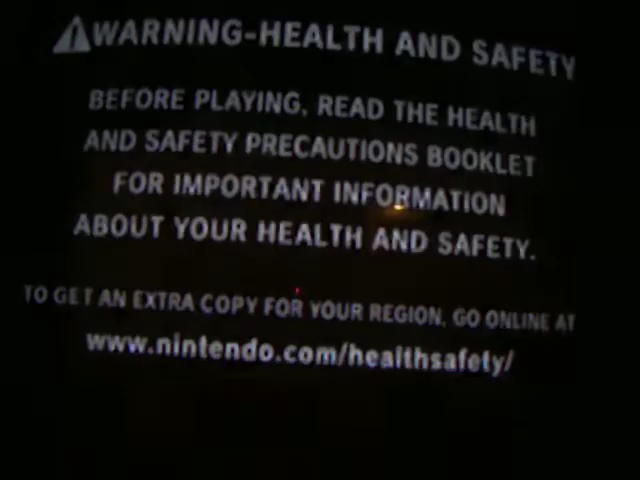 WARNING-HEALTH AND SAFETY
BEFORE PLAYING, READ THE HEALTH
AND SAFETY PRECAUTIONS BOOKLET
FOR IMPORTANT INFORMATION
ABOUT YOUR HEALTH AND SAFETY.
TO GET AN EXTRA COPY FOR YOUR REGION, GO ONLINE AT
www.nintendo.com/healthsafety/